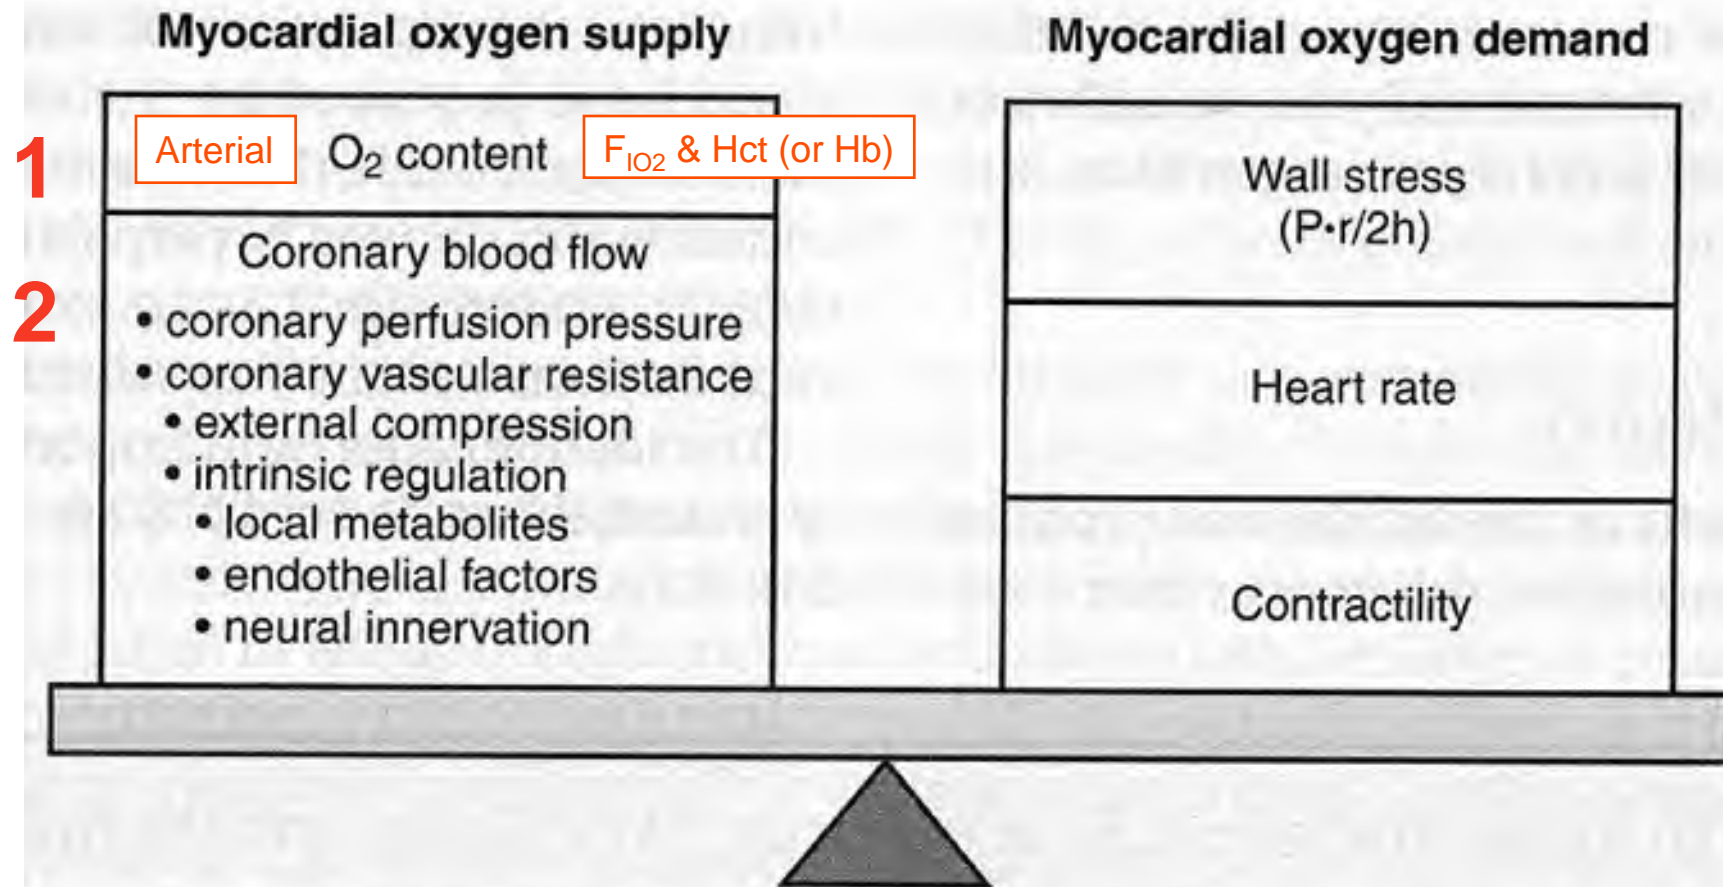 Myocardial oxygen supply
1
Arterial O₂ content F_IO2 & Hct (or Hb)
2
Coronary blood flow
• coronary perfusion pressure
• coronary vascular resistance
• external compression
• intrinsic regulation
• local metabolites
• endothelial factors
• neural innervation
Myocardial oxygen demand
Wall stress
(P•r/2h)
Heart rate
Contractility